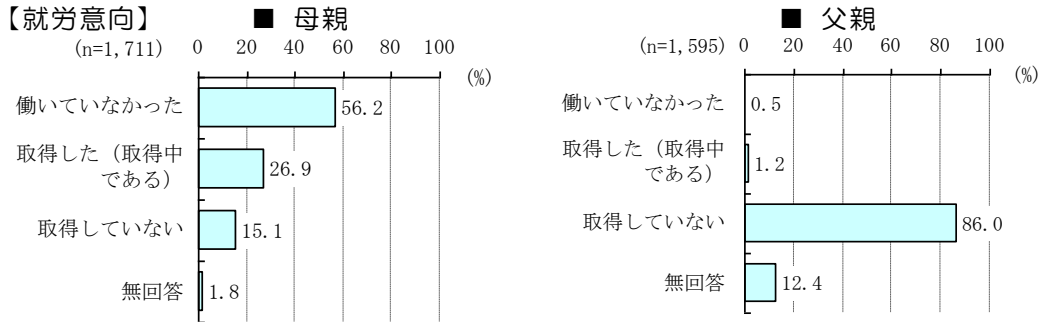 【就労意向】
■ 母親
(n=1,711) 0 20 40 60 80 100
(%)
働いていなかった 56.2
取得した（取得中
である） 26.9
取得していない 15.1
無回答 1.8
■ 父親
(n=1,595) 0 20 40 60 80 100
(%)
働いていなかった 0.5
取得した（取得中
である） 1.2
取得していない 86.0
無回答 12.4